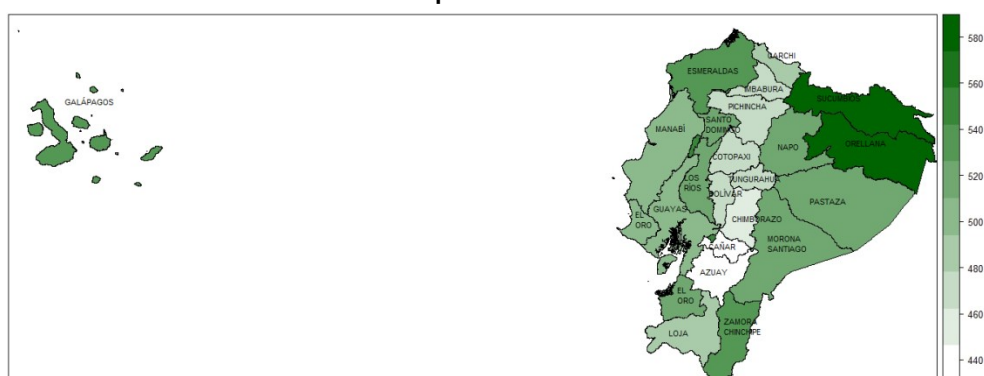 GALÁPAGOS
CARCHI
ESMERALDAS
IMBABURA
PICHINCHA
SUCUMBIOS
SANTO
DOMINGO
MANABÌ
ORELLANA
NAPO
COTOPAXI
TUNGURAHUA
LOS
RÍOS
BOLÍVAR
PASTAZA
GUAYAS
EL
ORO
CHIMBORAZO
MORONA
SANTIAGO
CAÑAR
AZUAY
EL
ORO
ZAMORA
CHINCHIPE
LOJA
580
560
540
520
500
480
460
440